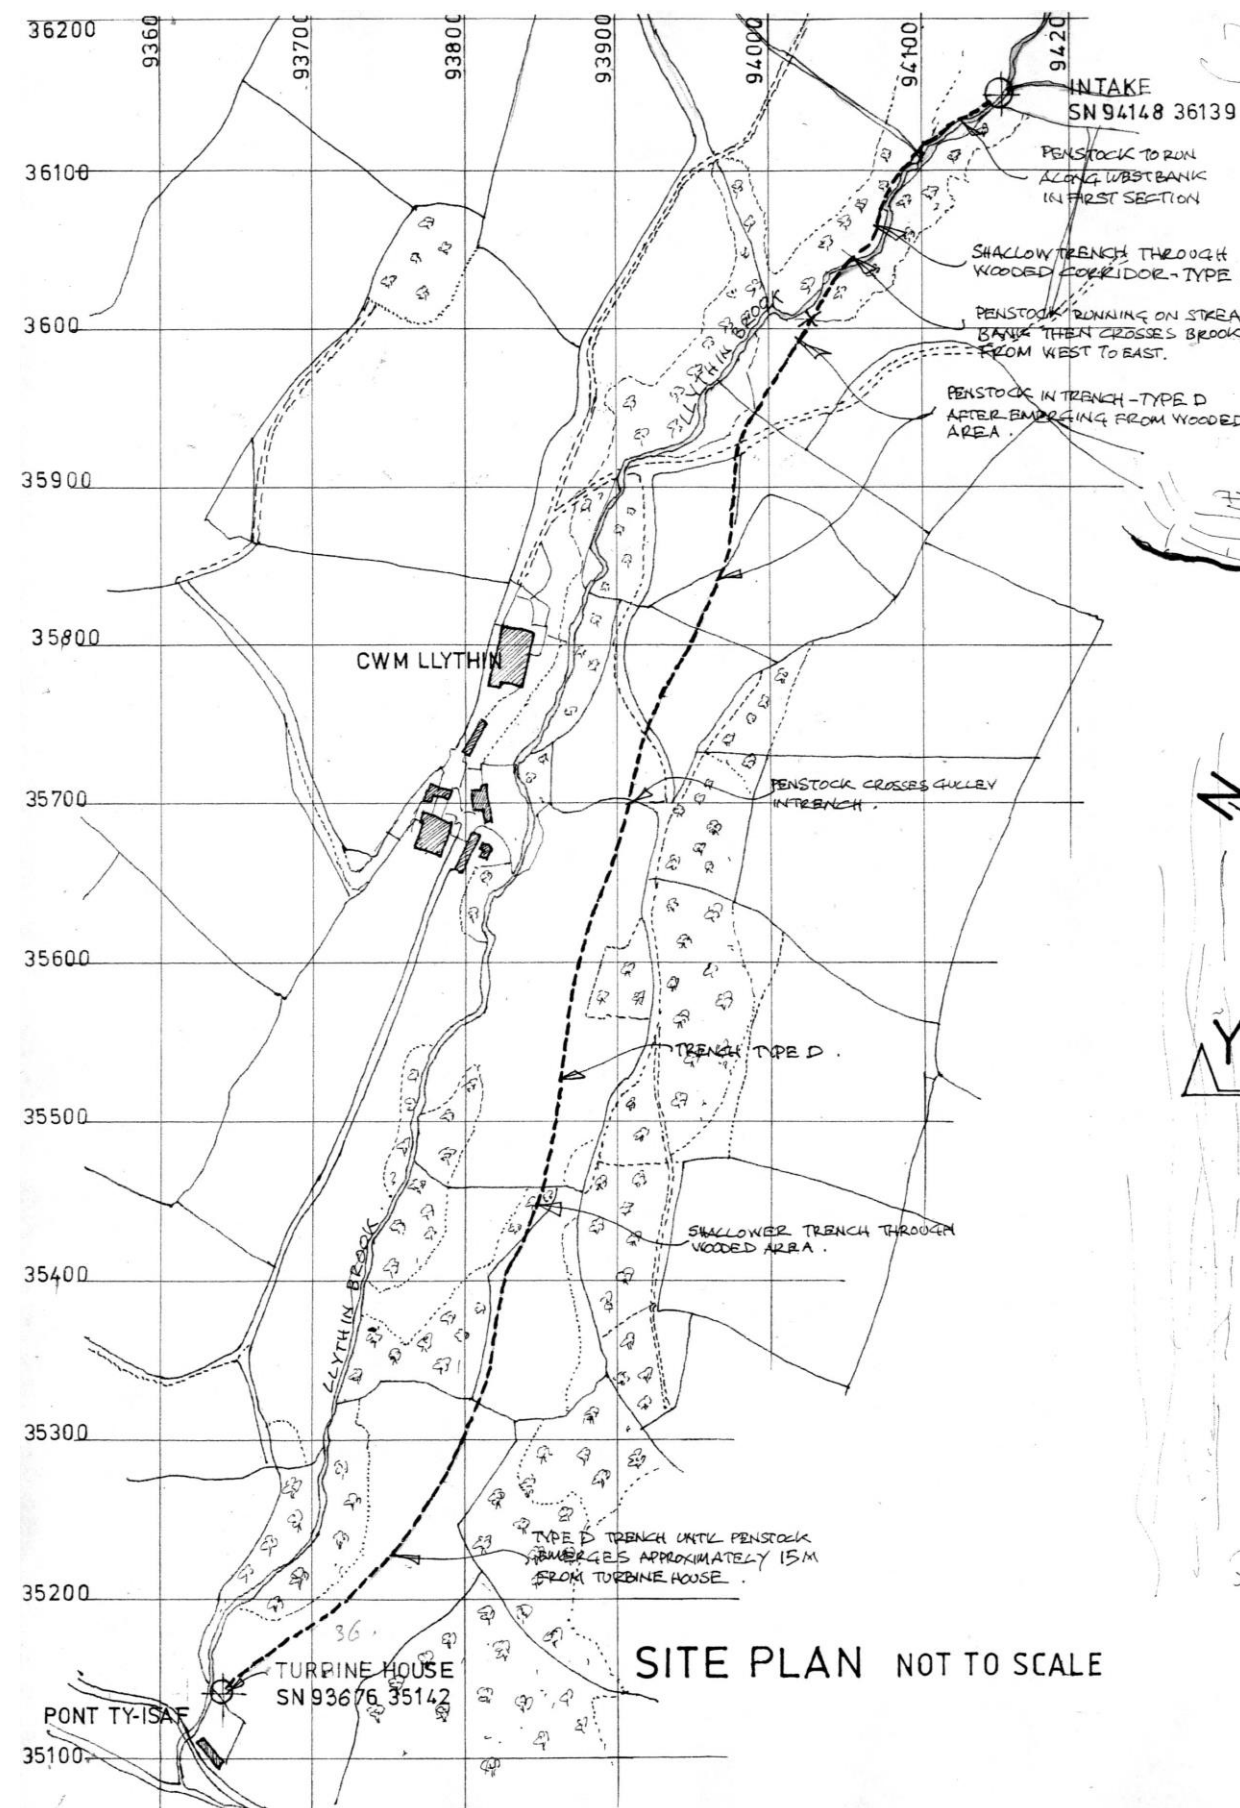 36200
9360
93700
93800
93900
94000
94100
9420
INTAKE
SN 94148 36139
36100
PENSTOCK TO RUN
ALONG WEST BANK
IN FIRST SECTION
SHALLOW TRENCH THROUGH
WOODED CORRIDOR-TYPE
3600
PENSTOCK RUNNING ON STREA
BANK THEN CROSSES BROOK
FROM WEST TO EAST.
LLYTHIN BROOK
PENSTOCK IN TRENCH-TYPE D
AFTER EMERGING FROM WOODED
AREA.
35900
35800
CWM LLYTHIN
35700
PENSTOCK CROSSES GULLEY
IN TRENCH.
N
35600
TRENCH TYPE D.
Y
35500
SHALLOWER TRENCH THROUGH
WOODED AREA.
35400
LLYTHIN BROOK
35300
TYPE D TRENCH UNTIL PENSTOCK
EMERGES APPROXIMATELY 15M
FROM TURBINE HOUSE.
35200
36.
TURBINE HOUSE
SN 93676 35142
SITE PLAN NOT TO SCALE
PONT TY-ISAF
35100